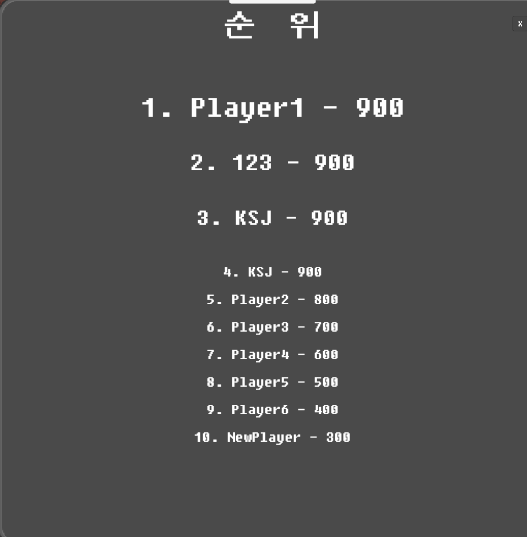 순 위
x
1. Player1 - 900
2. 123 - 900
3. KSJ - 900
4. KSJ - 900
5. Player2 - 800
6. Player3 - 700
7. Player4 - 600
8. Player5 - 500
9. Player6 - 400
10. NewPlayer - 300